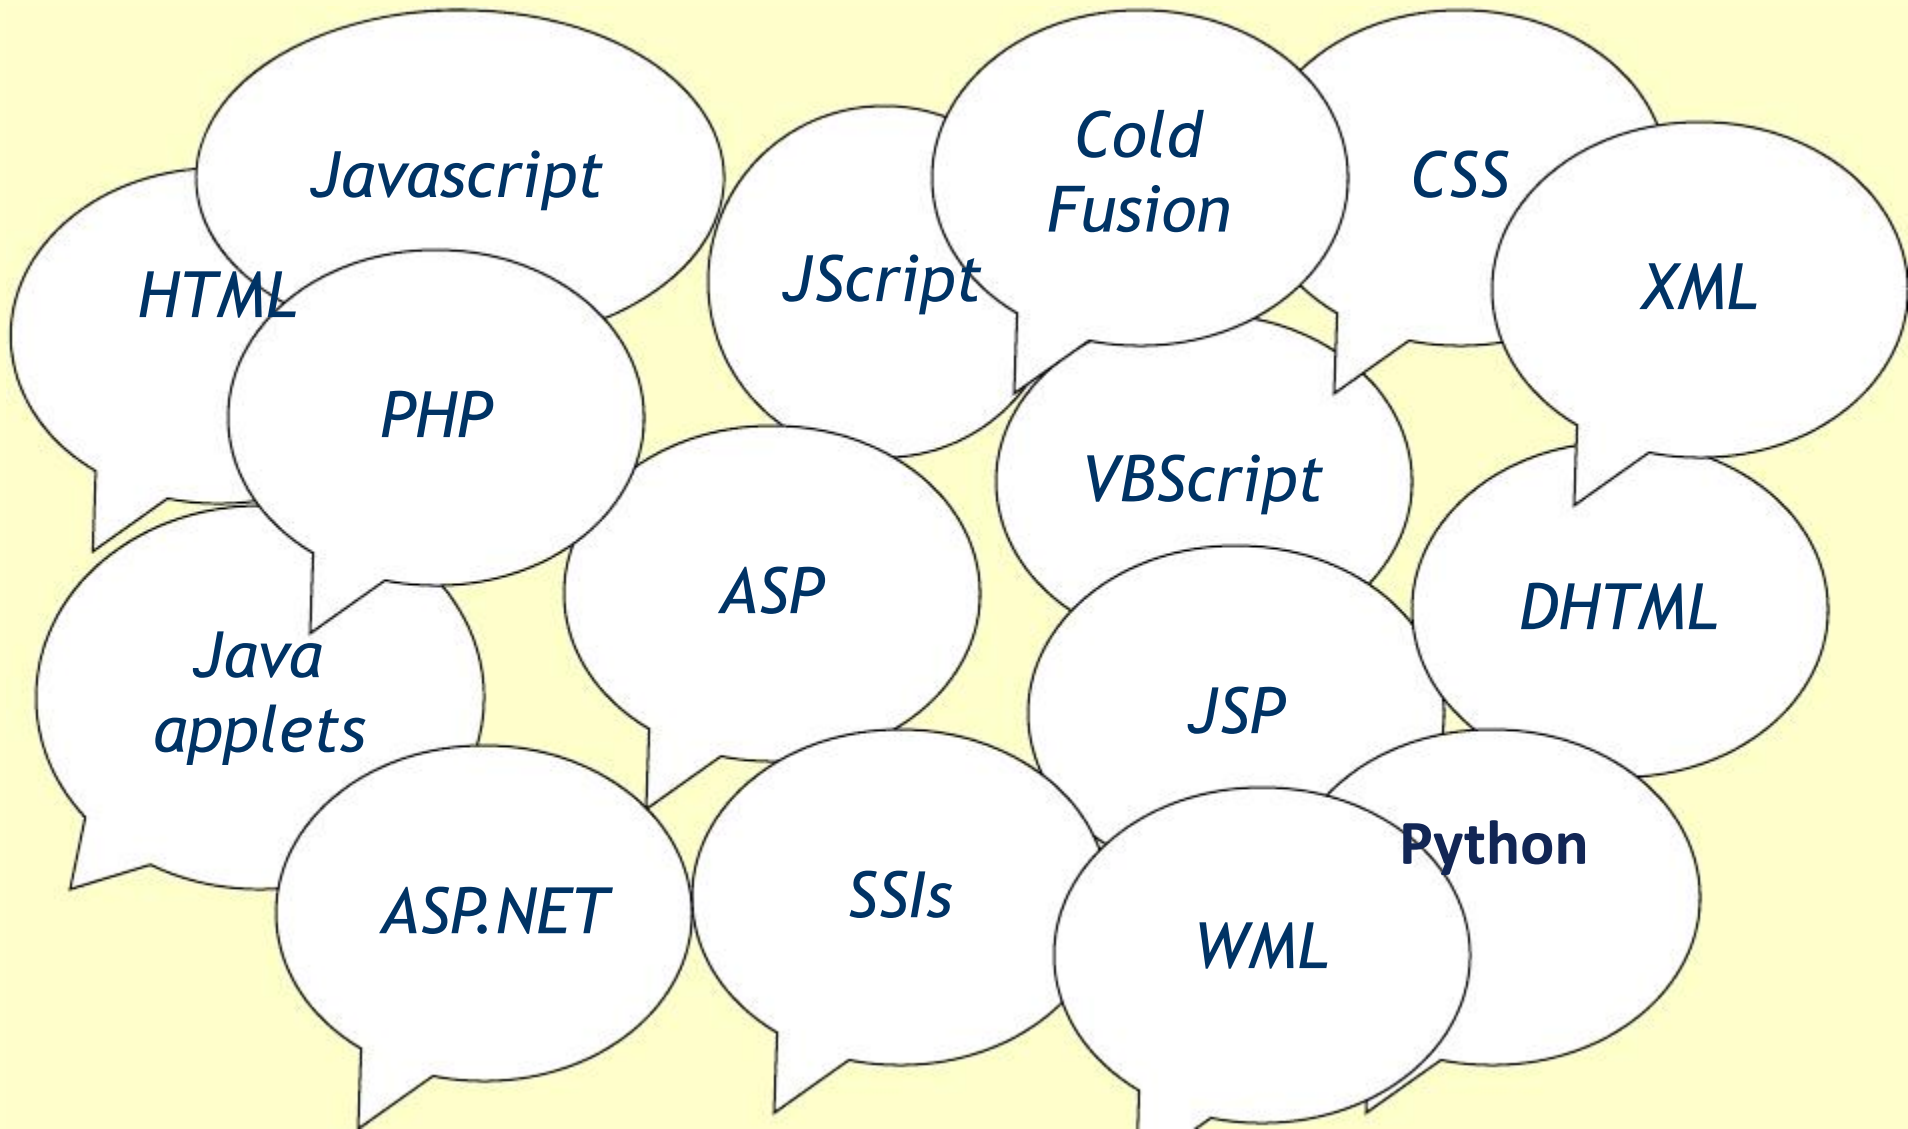 Javascript
Cold
Fusion
CSS
HTML
JScript
XML
PHP
VBScript
ASP
DHTML
Java
applets
JSP
Python
ASP.NET
SSIs
WML